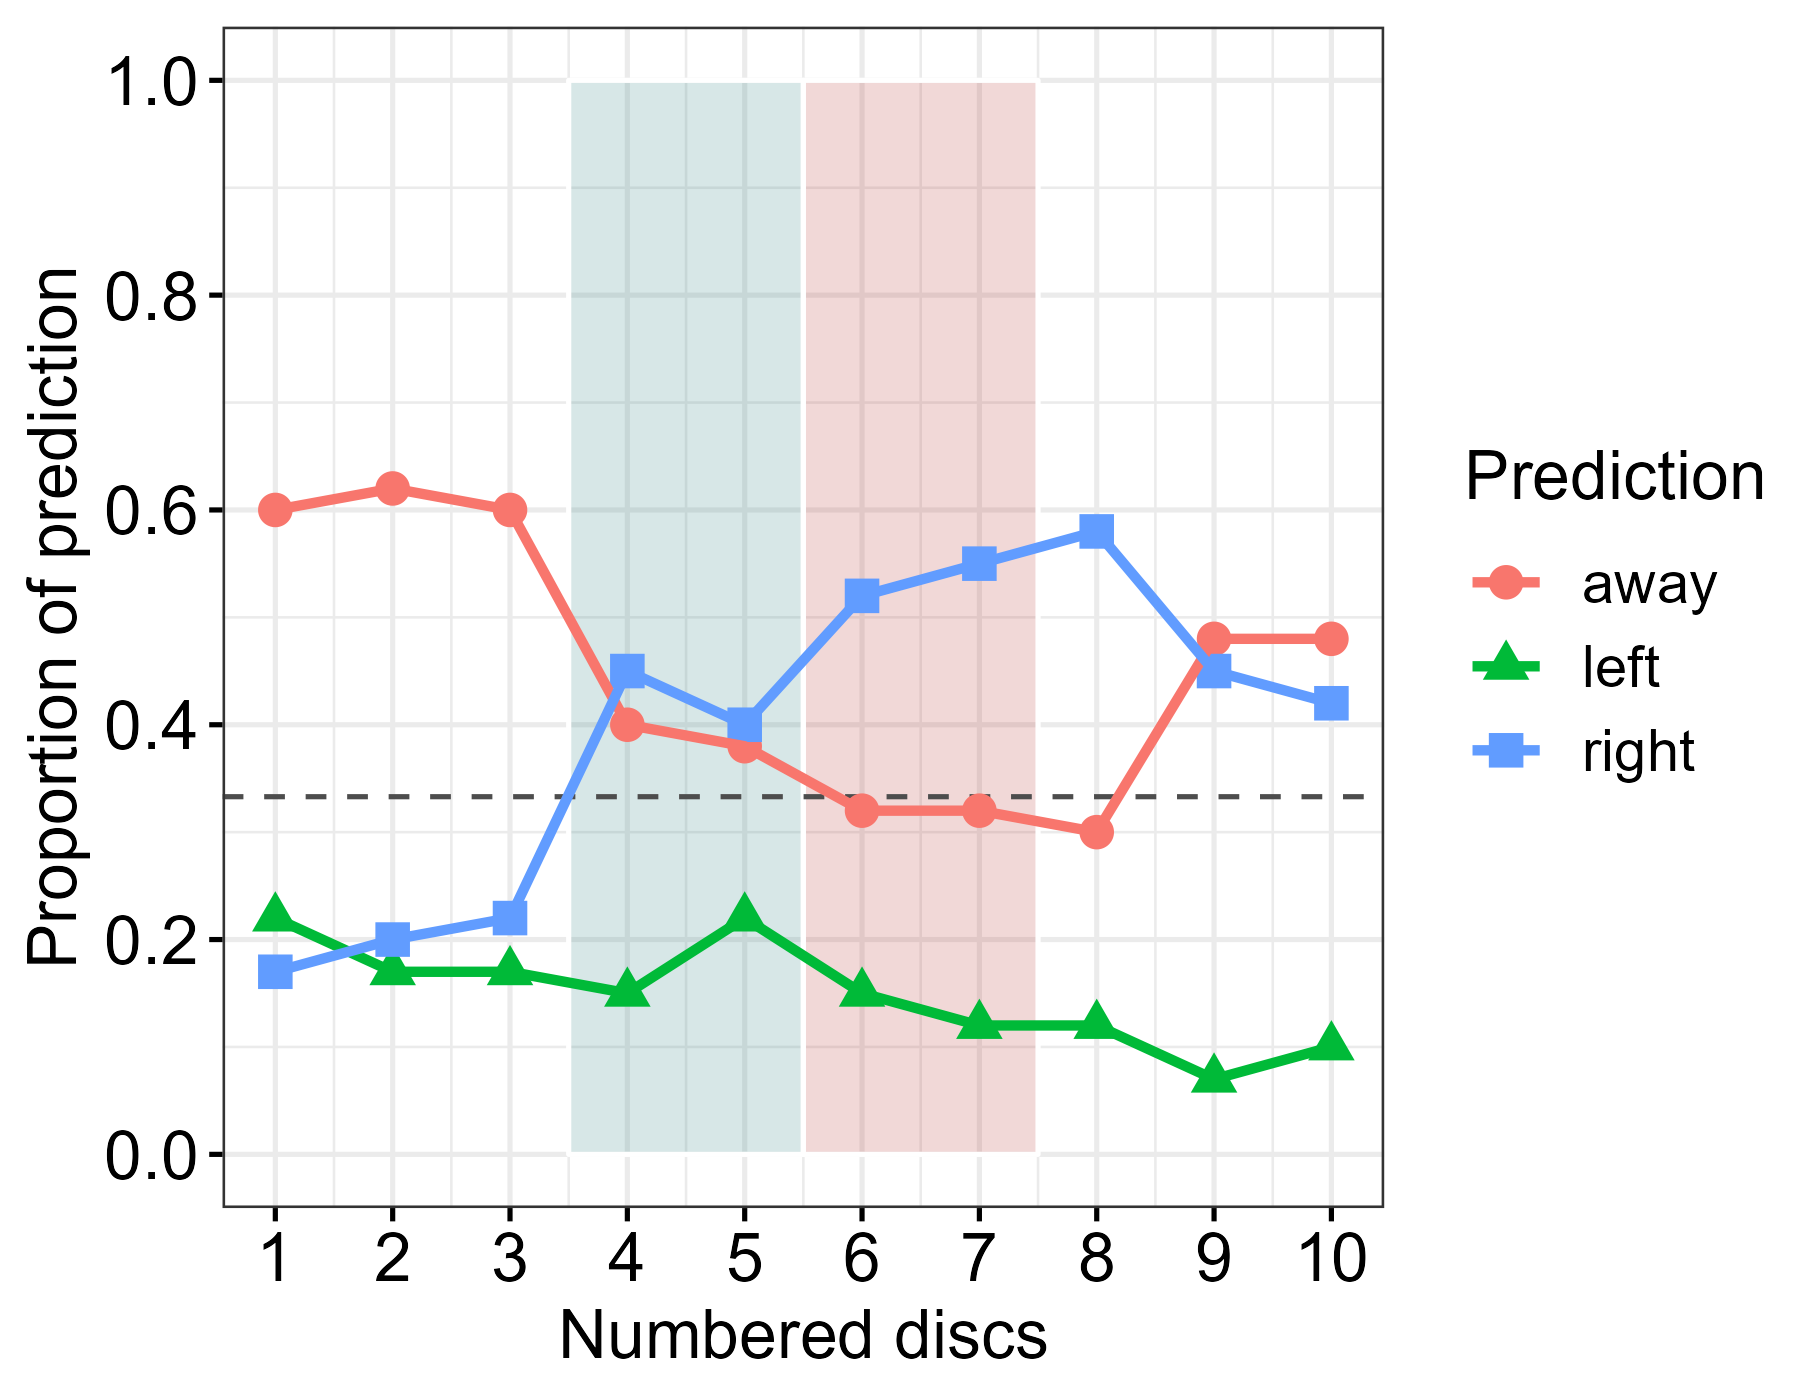 Proportion of prediction
1.0
0.8
0.6
0.4
0.2
0.0
1 2 3 4 5 6 7 8 9 10
Numbered discs
Prediction
away
left
right